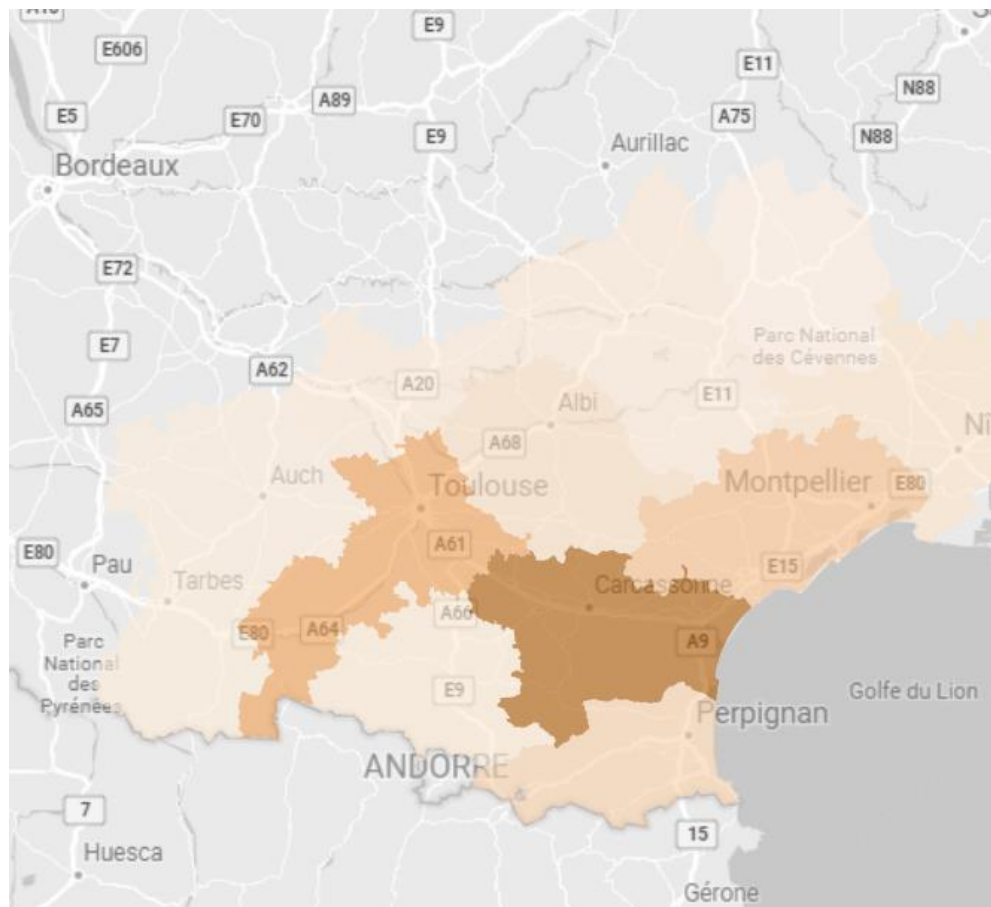 E9
E606
E11
N88
A89
E5
E70
A75
E9
N88
Aurillac
Bordeaux
E72
Parc National
des Cévennes
E7
A62
A20
E11
A65
Albi
A68
Auch
Toulouse
Montpellier
E80
E80
A61
Pau
Tarbes
Carcassonne
E15
A66
E80
A64
A9
Parc
National
des
Pyrénées
E9
Golfe du Lion
Perpignan
ANDORRE
7
15
Huesca
Gérone